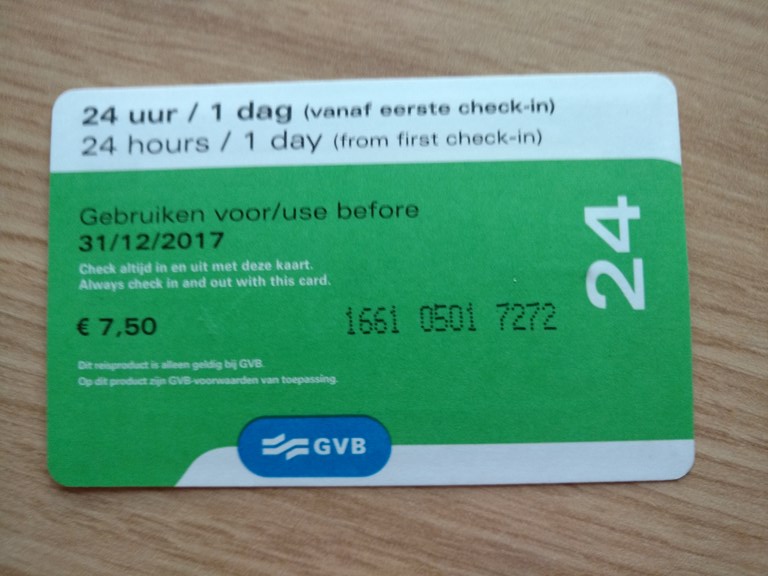 24 uur / 1 dag (vanaf eerste check-in)
24 hours / 1 day (from first check-in)
Gebruiken voor/use before
31/12/2017
Check altijd in en uit met deze kaart.
Always check in and out with this card.
€ 7,50
1661 0501 7272
Dit reisproduct is alleen geldig bij GVB.
Op dit product zijn GVB-voorwaarden van toepassing.
24
GVB